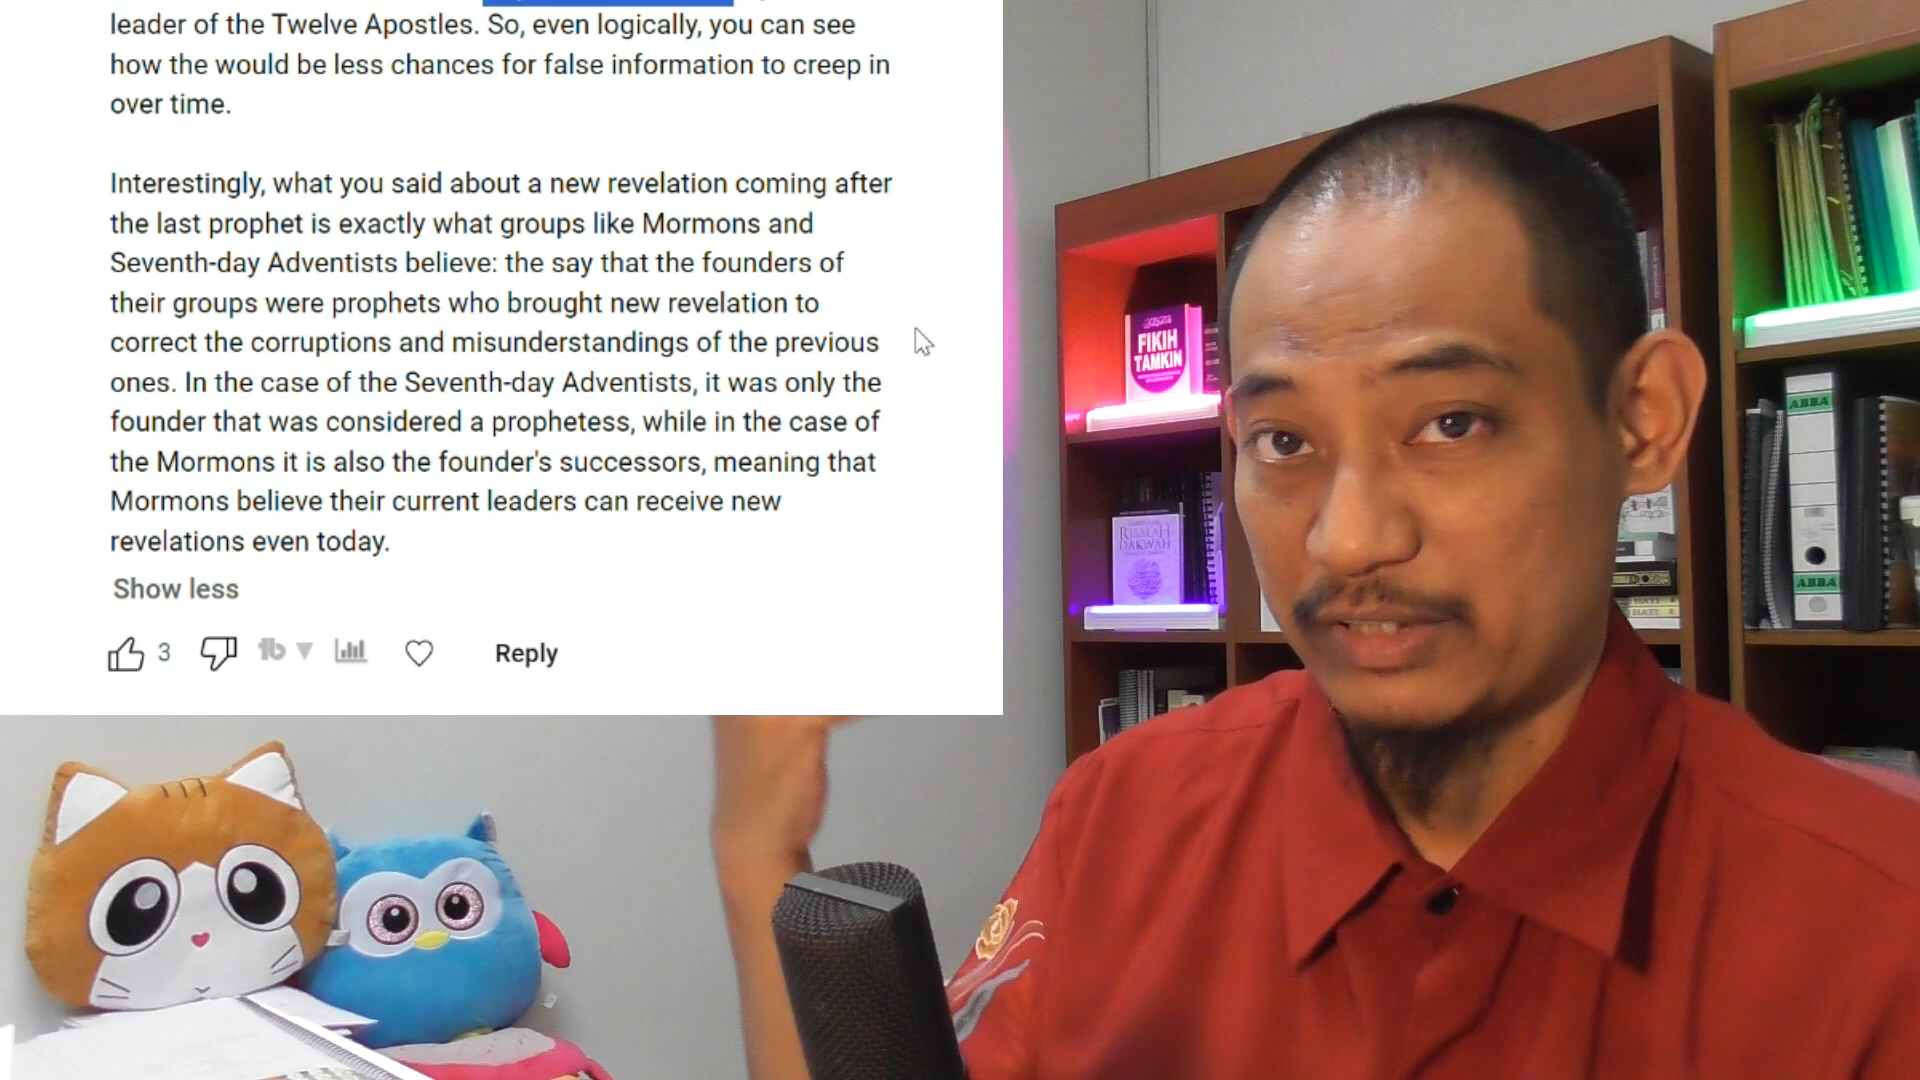 leader of the Twelve Apostles. So, even logically, you can see
how the would be less chances for false information to creep in
over time.
Interestingly, what you said about a new revelation coming after
the last prophet is exactly what groups like Mormons and
Seventh-day Adventists believe: the say that the founders of
their groups were prophets who brought new revelation to
correct the corruptions and misunderstandings of the previous
ones. In the case of the Seventh-day Adventists, it was only the
founder that was considered a prophetess, while in the case of
the Mormons it is also the founder's successors, meaning that
Mormons believe their current leaders can receive new
revelations even today.
Show less
3
tb
Reply
FIKIH
TAMKIN
RISALAH
DAKWAH
ABBA
ABBA
HATI
HATI